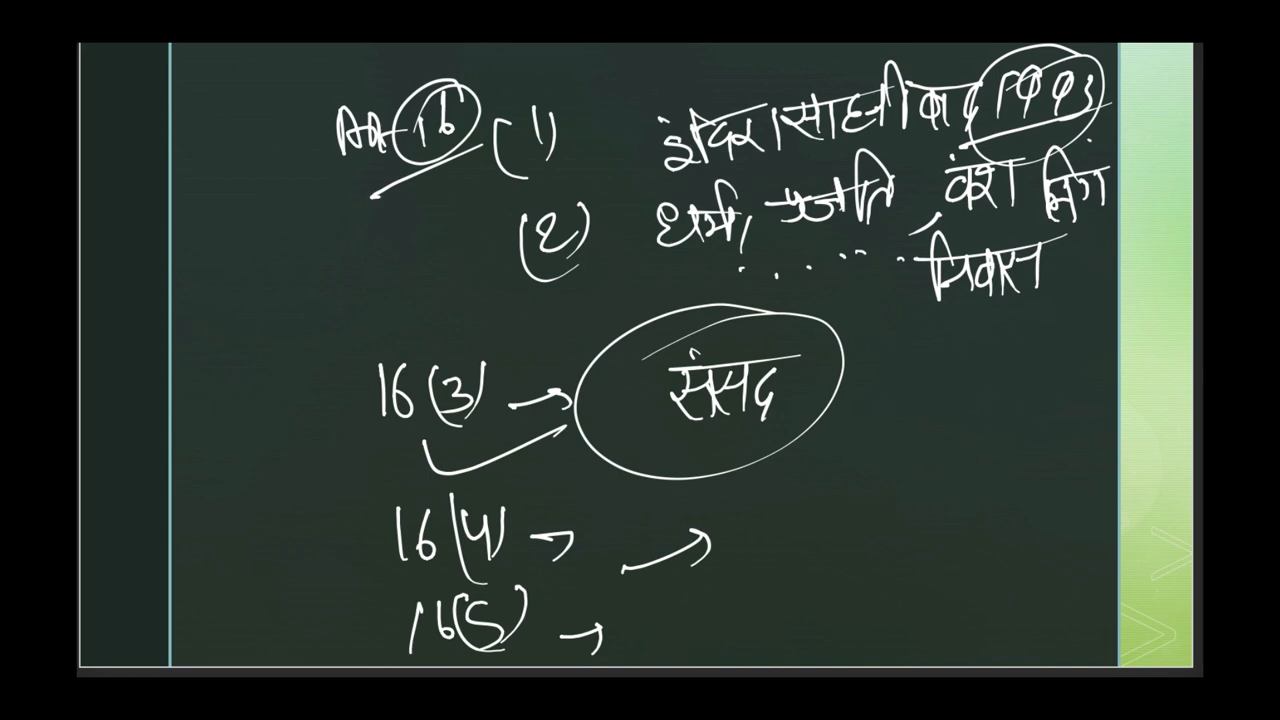 Art 16 (1) इंदिरा साहनी वाद 1993
(2) धर्म, प्रजाति, वंश लिंग
..... निवास
16 (3) → संसद
16 (4) →
16 (5) →